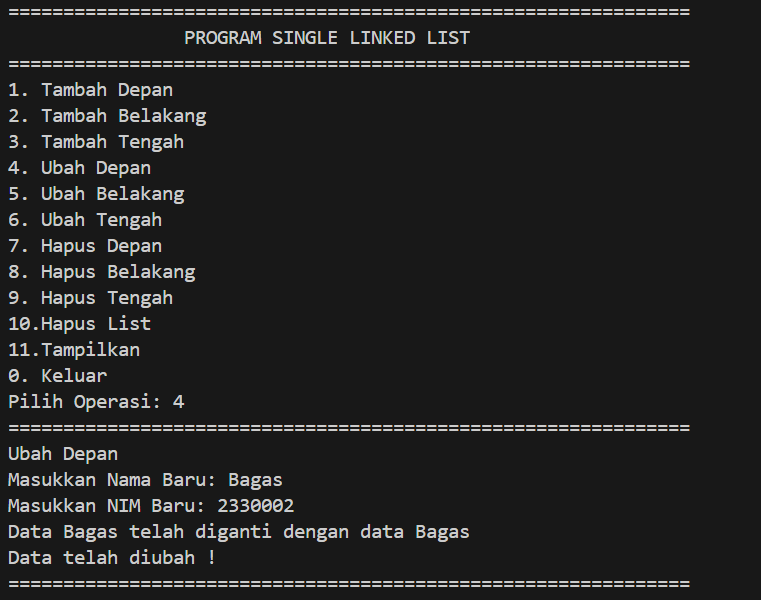 ==============================================================
PROGRAM SINGLE LINKED LIST
==============================================================
1. Tambah Depan
2. Tambah Belakang
3. Tambah Tengah
4. Ubah Depan
5. Ubah Belakang
6. Ubah Tengah
7. Hapus Depan
8. Hapus Belakang
9. Hapus Tengah
10.Hapus List
11.Tampilkan
0. Keluar
Pilih Operasi: 4
==============================================================
Ubah Depan
Masukkan Nama Baru: Bagas
Masukkan NIM Baru: 2330002
Data Bagas telah diganti dengan data Bagas
Data telah diubah !
==============================================================